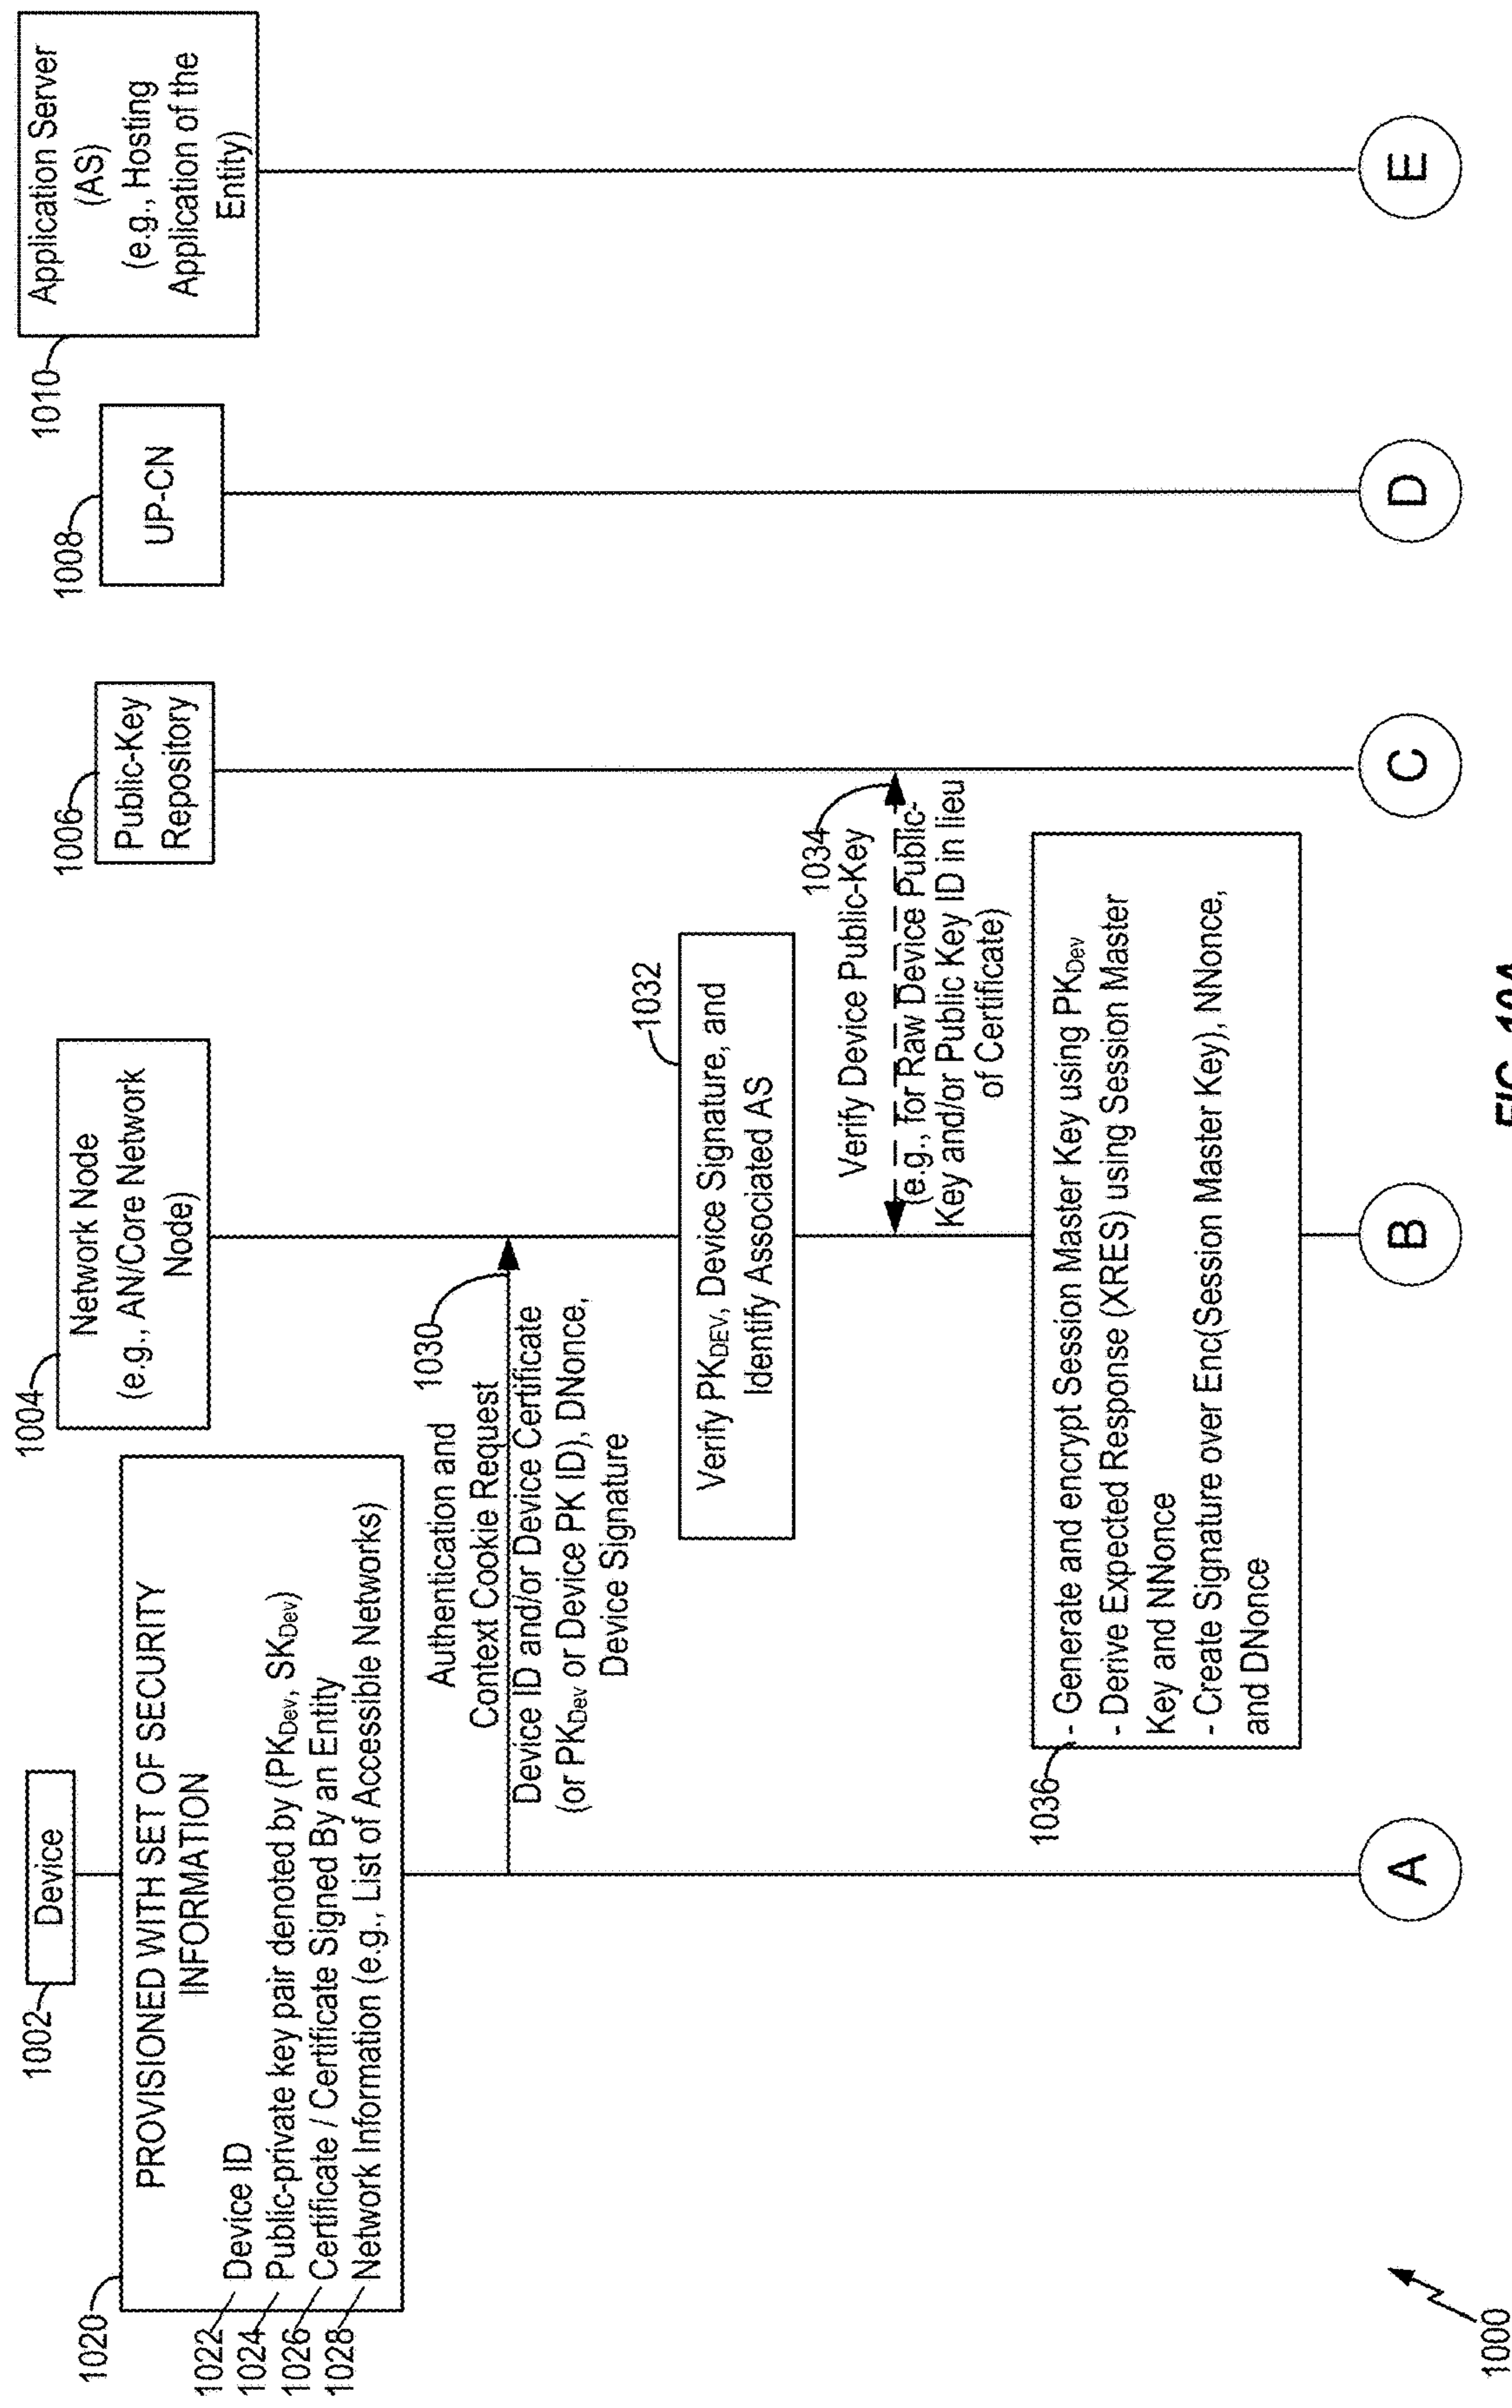 1002
Device
1004
Network Node
(e.g., AN/Core Network
Node)
1006
Public-Key
Repository
1008
UP-CN
1010
Application Server
(AS)
(e.g., Hosting
Application of the
Entity)
1020
PROVISIONED WITH SET OF SECURITY
INFORMATION
1022
Device ID
1024
Public-private key pair denoted by (PKDev, SKDev)
1026
Certificate / Certificate Signed By an Entity
1028
Network Information (e.g., List of Accessible Networks)
1030
Authentication and
Context Cookie Request
Device ID and/or Device Certificate
(or PKDev or Device PK ID), DNonce,
Device Signature
1032
Verify PKDEV, Device Signature, and
Identify Associated AS
1034
Verify Device Public-Key
(e.g., for Raw Device Public-
Key and/or Public Key ID in lieu
of Certificate)
1036
- Generate and encrypt Session Master Key using PKDev
- Derive Expected Response (XRES) using Session Master
Key and NNonce
- Create Signature over Enc(Session Master Key), NNonce,
and DNonce
A
B
C
D
E
1000
FIG. 10A